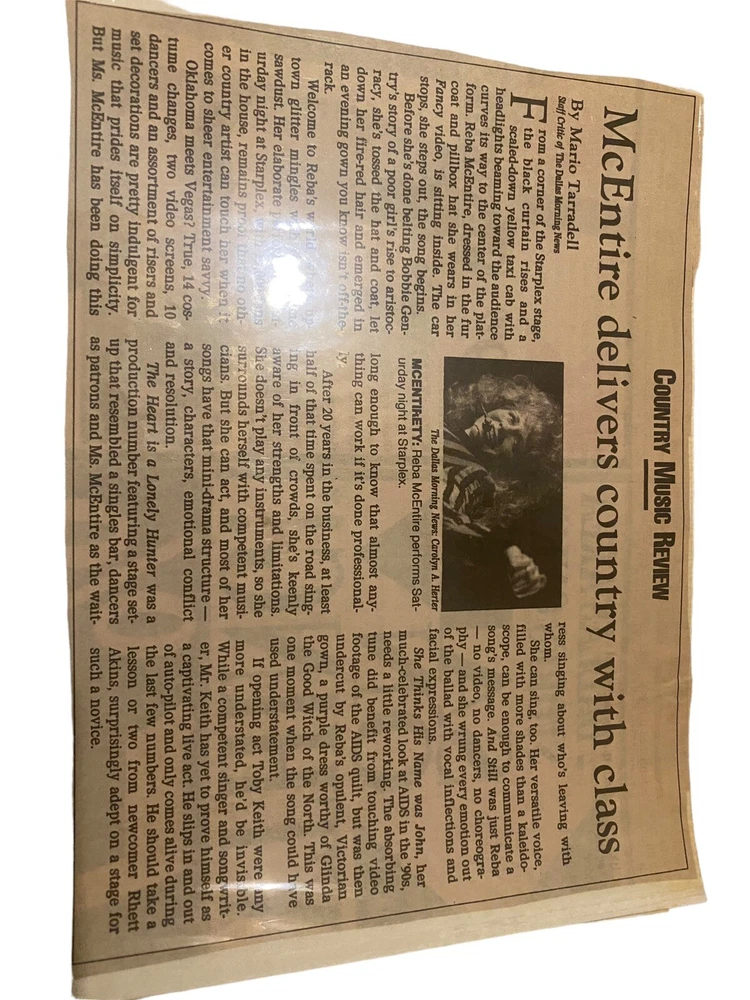 COUNTRY MUSIC REVIEW
McEntire delivers country with class
By Mario Tarradell
Staff Critic of The Dallas Morning News
From a corner of the Starplex stage,
the black curtain rises and a
scaled-down yellow taxi cab with
headlights beaming toward the audience
curves its way to the center of the plat-
form. Reba McEntire, dressed in the fur
coat and pillbox hat she wears in her
Fancy video, is sitting inside. The car
stops, she steps out, the song begins.
Before she's done belting Bobbie Gen-
try's story of a poor girl's rise to aristoc-
racy, she's tossed the hat and coat, let
down her fire-red hair and emerged in
an evening gown you know isn't off-the-
rack.
Welcome to Reba's
town glitter mingles
sawdust. Her elaborate
urday night at Starplex,
in the house, remains proof that no oth-
er country artist can touch her when it
comes to sheer entertainment savvy.
Oklahoma meets Vegas? True, 14 cos-
tume changes, two video screens, 10
dancers and an assortment of risers and
set decorations are pretty indulgent for
music that prides itself on simplicity.
But Ms. McEntire has been doing this
The Dallas Morning News: Carolyn A. Herter
MCENTIRETY: Reba McEntire performs Sat-
urday night at Starplex.
long enough to know that almost any-
thing can work if it's done professional-
ly.
After 20 years in the business, at least
half of that time spent on the road sing-
ing in front of crowds, she's keenly
aware of her strengths and limitations.
She doesn't play any instruments, so she
surrounds herself with competent musi-
cians. But she can act, and most of her
songs have that mini-drama structure —
a story, characters, emotional conflict
and resolution.
The Heart is a Lonely Hunter was a
production number featuring a stage set-
up that resembled a singles bar, dancers
as patrons and Ms. McEntire as the wait-
ress singing about who's leaving with
whom.
She can sing, too. Her versatile voice,
filled with more shades than a kaleido-
scope, can be enough to communicate a
song's message. And Still was just Reba
— no video, no dancers, no choreogra-
phy — and she wrung every emotion out
of the ballad with vocal inflections and
facial expressions.
She Thinks His Name was John, her
much-celebrated look at AIDS in the '90s,
needs a little reworking. The absorbing
tune did benefit from touching video
footage of the AIDS quilt, but was then
undercut by Reba's opulent, Victorian
gown, a purple dress worthy of Glinda
the Good Witch of the North. This was
one moment when the song could have
used understatement.
If opening act Toby Keith were any
more understated, he'd be invisible.
While a competent singer and songwrit-
er, Mr. Keith has yet to prove himself as
a captivating live act. He slips in and out
of auto-pilot and only comes alive during
the last few numbers. He should take a
lesson or two from newcomer Rhett
Akins, surprisingly adept on a stage for
such a novice.